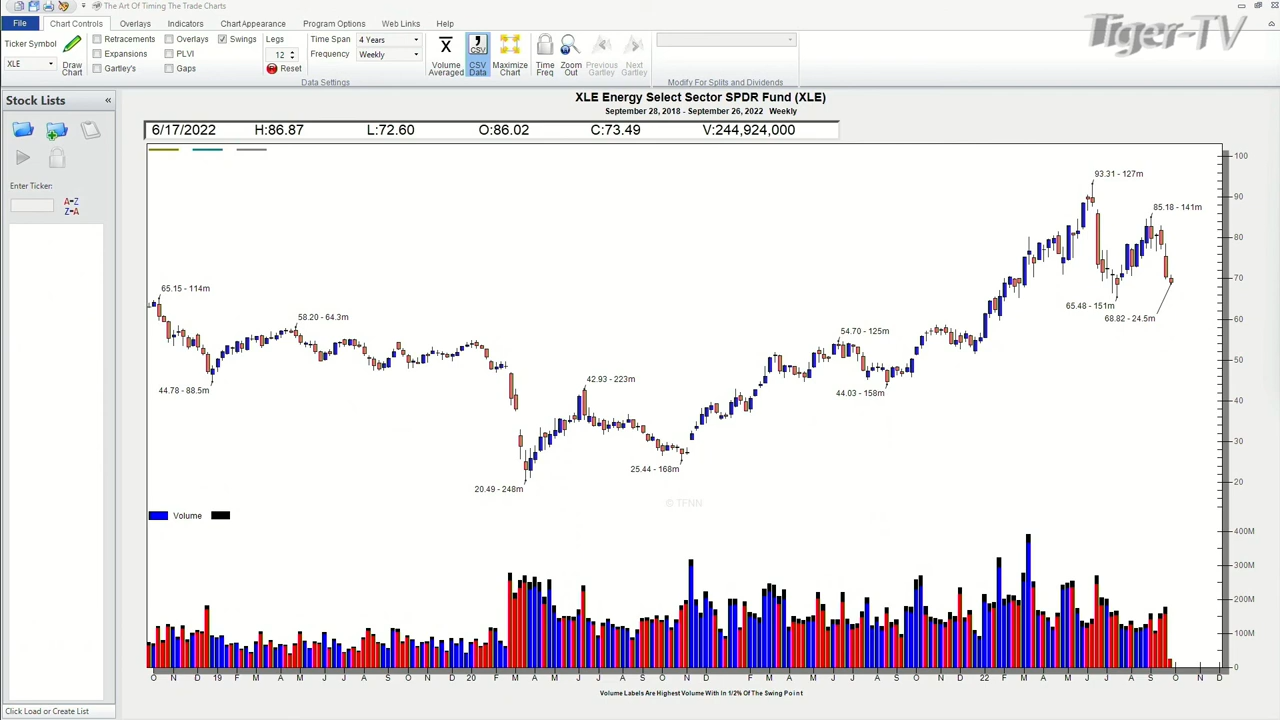 The Art Of Timing The Trade Charts
File Chart Controls Overlays Indicators Chart Appearance Program Options Web Links Help
Ticker Symbol
XLE
Draw Chart
Retracements Overlays Swings
Expansions PLVI
Gartley's Gaps
Legs
12
Reset
Time Span 4 Years
Frequency Weekly
Data Settings
Volume Averaged
CSV
CSV Data
Maximize Chart
Time Freq
Zoom Out
Previous Gartley
Next Gartley
Modify For Splits and Dividends
Tiger-TV
Stock Lists «
Enter Ticker:
A-Z
Z-A
Click Load or Create List
XLE Energy Select Sector SPDR Fund (XLE)
September 28, 2018 - September 26, 2022 Weekly
6/17/2022 H:86.87 L:72.60 O:86.02 C:73.49 V:244,924,000
93.31 - 127m
85.18 - 141m
65.15 - 114m
65.48 - 151m
68.82 - 24.5m
58.20 - 64.3m
54.70 - 125m
42.93 - 223m
44.78 - 88.5m
44.03 - 158m
25.44 - 168m
20.49 - 248m
© TFNN
100
90
80
70
60
50
40
30
20
Volume
400M
300M
200M
100M
0
O N D 19 F M A M J J A S O N D 20 F M A M J J A S O N D F M A M J J A S O N D 22 F M A M J J A S O N D
Volume Labels Are Highest Volume With In 1/2% Of The Swing Point